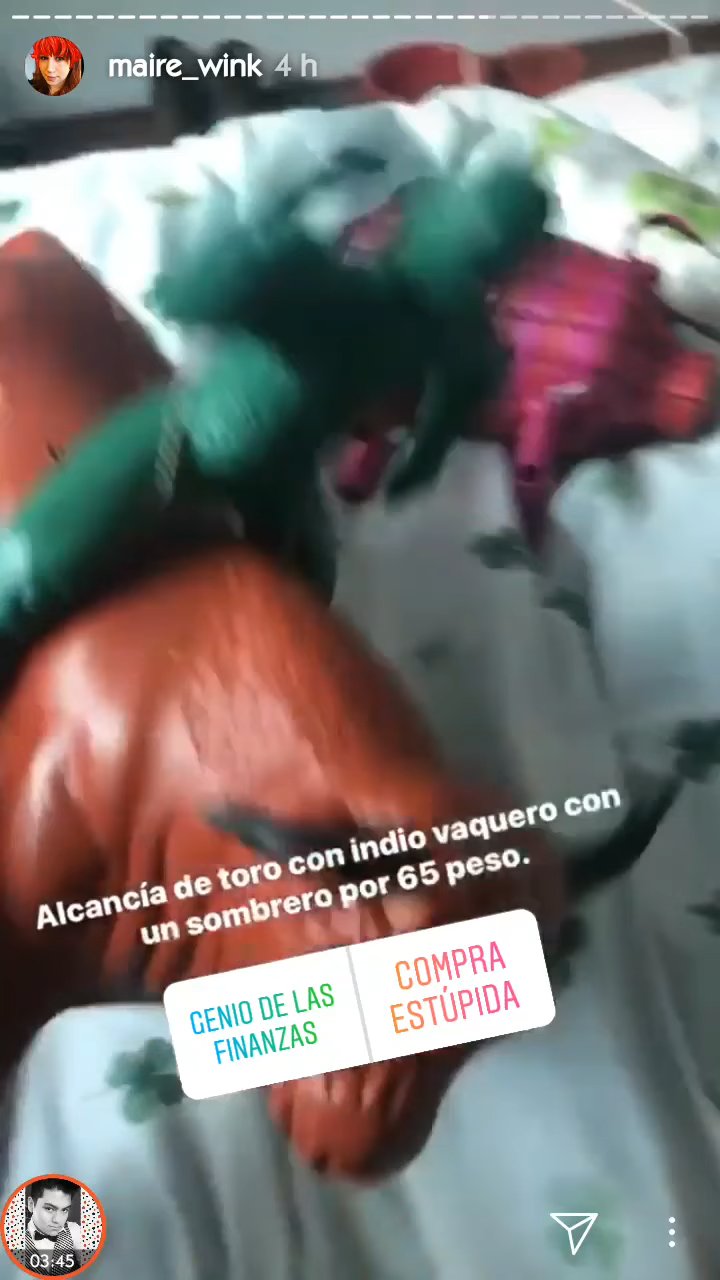 maire_wink 4 h
Alcancía de toro con indio vaquero con
un sombrero por 65 peso.
GENIO DE LAS
FINANZAS
COMPRA
ESTÚPIDA
03:45